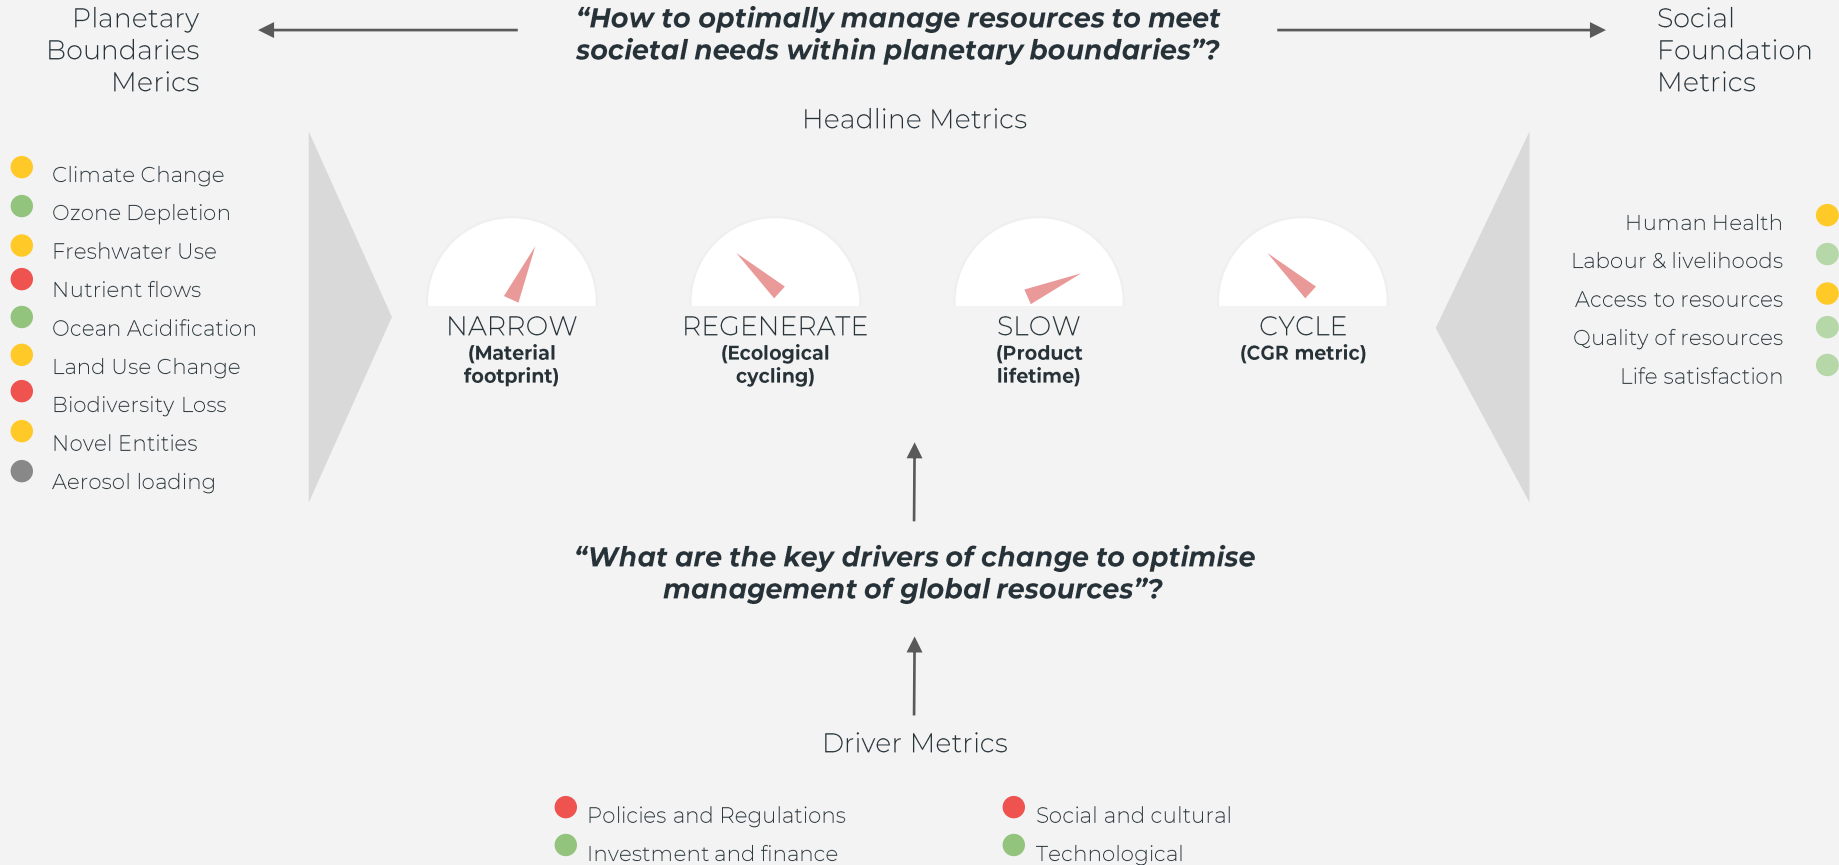 Planetary
Boundaries
Merics
“How to optimally manage resources to meet
societal needs within planetary boundaries”?
Social
Foundation
Metrics
Headline Metrics
Climate Change
Ozone Depletion
Freshwater Use
Nutrient flows
Ocean Acidification
Land Use Change
Biodiversity Loss
Novel Entities
Aerosol loading
NARROW
(Material
footprint)
REGENERATE
(Ecological
cycling)
SLOW
(Product
lifetime)
CYCLE
(CGR metric)
Human Health
Labour & livelihoods
Access to resources
Quality of resources
Life satisfaction
“What are the key drivers of change to optimise
management of global resources”?
Driver Metrics
Policies and Regulations
Investment and finance
Social and cultural
Technological